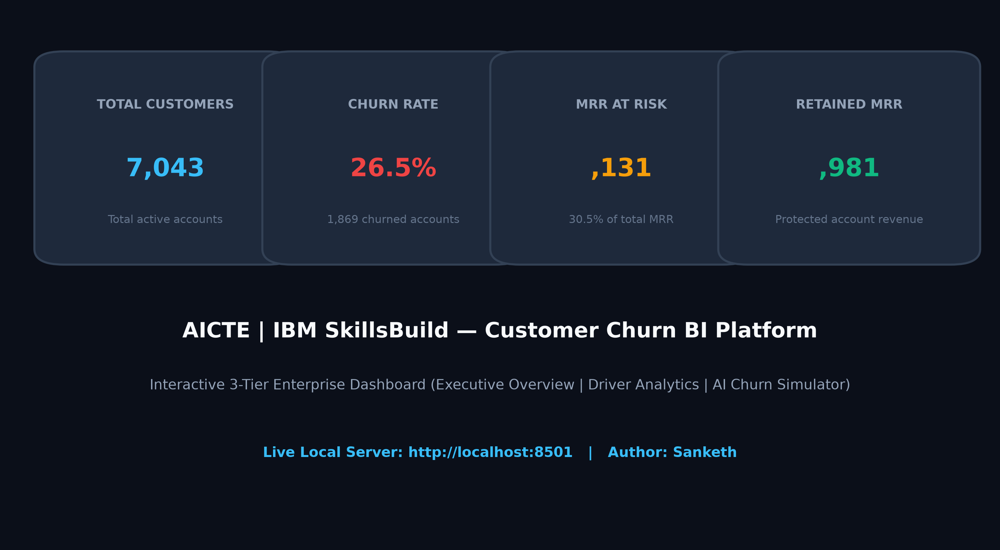 TOTAL CUSTOMERS
7,043
Total active accounts
CHURN RATE
26.5%
1,869 churned accounts
MRR AT RISK
,131
30.5% of total MRR
RETAINED MRR
,981
Protected account revenue
AICTE | IBM SkillsBuild — Customer Churn BI Platform
Interactive 3-Tier Enterprise Dashboard (Executive Overview | Driver Analytics | AI Churn Simulator)
Live Local Server: http://localhost:8501 | Author: Sanketh